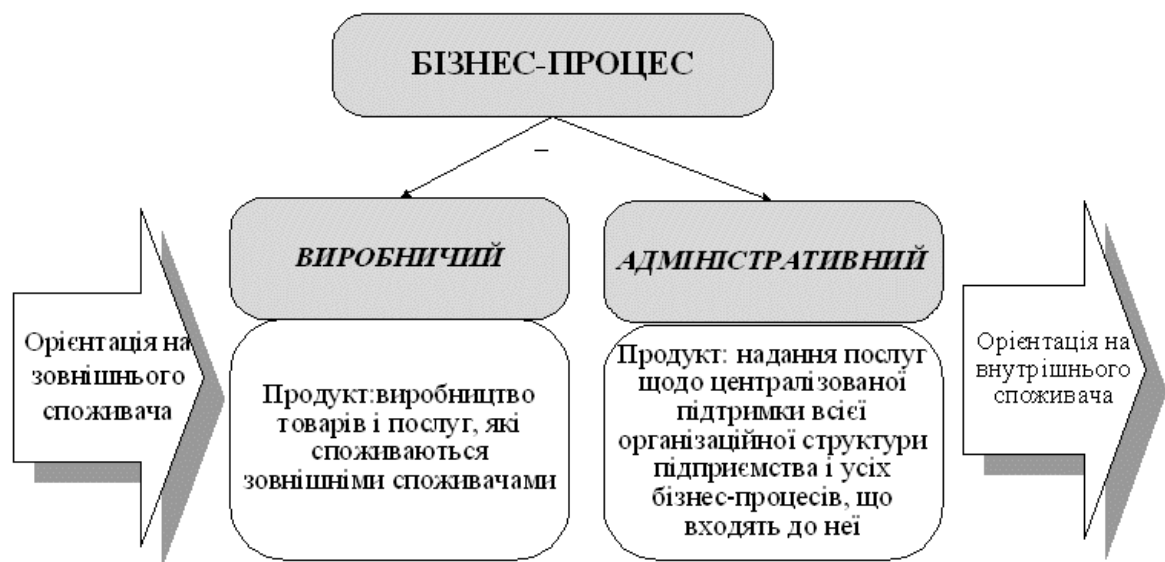 БІЗНЕС-ПРОЦЕС
–
ВИРОБНИЧИЙ
АДМІНІСТРАТИВНИЙ
Орієнтація на
зовнішнього
споживача
Продукт:виробництво
товарів і послуг, які
споживаються
зовнішніми споживачами
Продукт: надання послуг
щодо централізованої
підтримки всієї
організаційної структури
підприємства і усіх
бізнес-процесів, що
входять до неї
Орієнтація на
внутрішнього
споживача